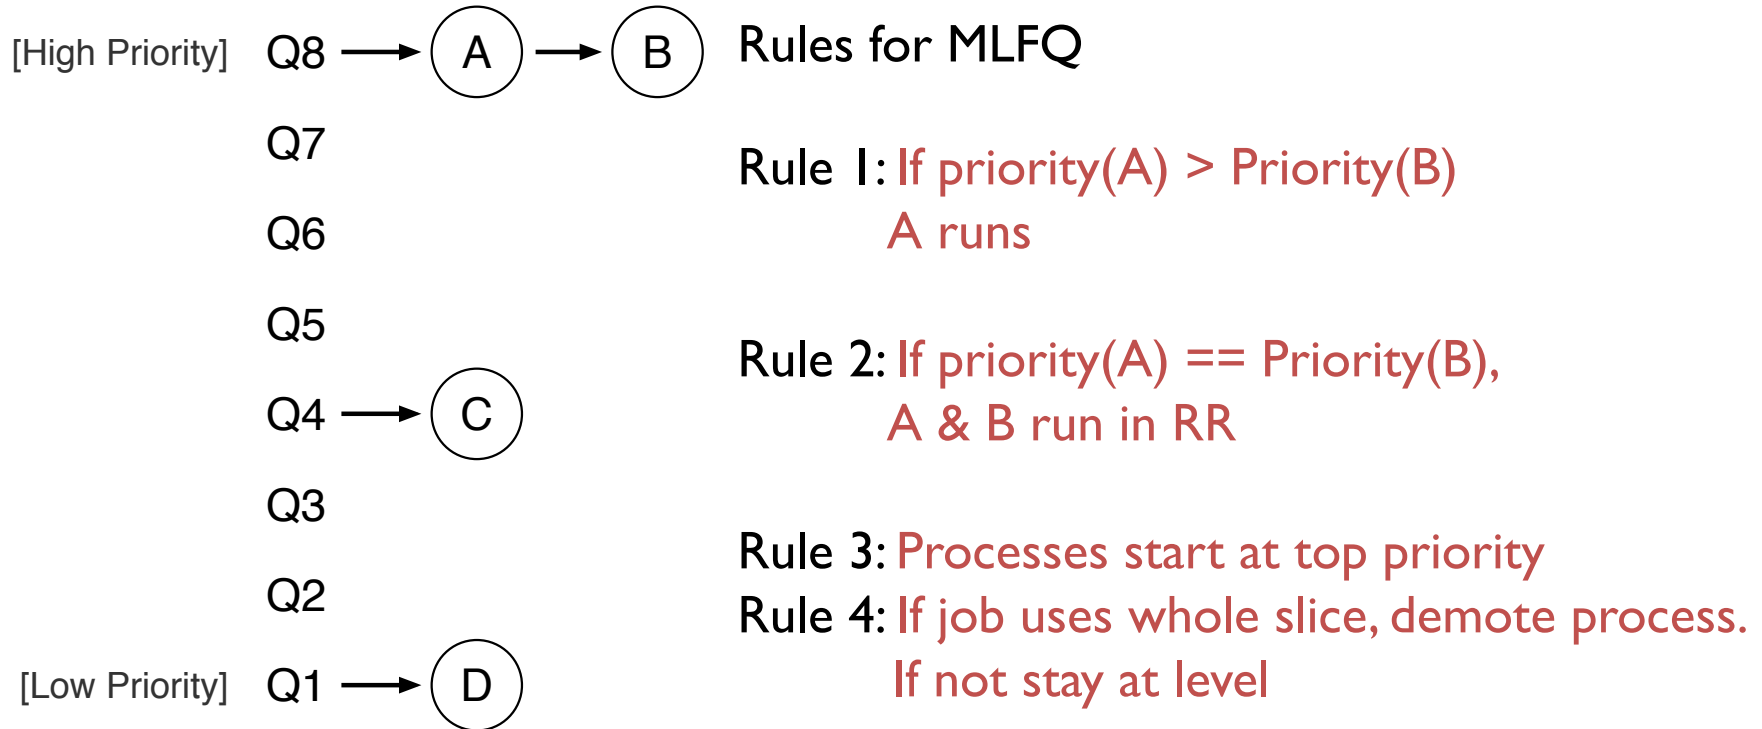 [High Priority] Q8 A B
Q7
Q6
Q5
Q4 C
Q3
Q2
[Low Priority] Q1 D
Rules for MLFQ
Rule 1: If priority(A) > Priority(B)
A runs
Rule 2: If priority(A) == Priority(B),
A & B run in RR
Rule 3: Processes start at top priority
Rule 4: If job uses whole slice, demote process.
If not stay at level